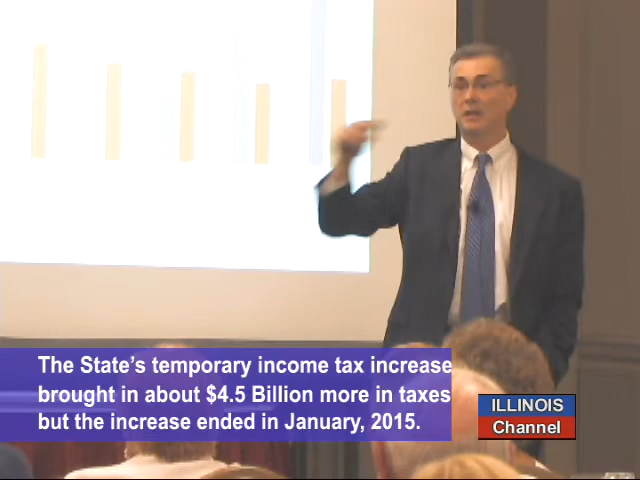 The State's temporary income tax increase
brought in about $4.5 Billion more in taxes
but the increase ended in January, 2015.
ILLINOIS
Channel